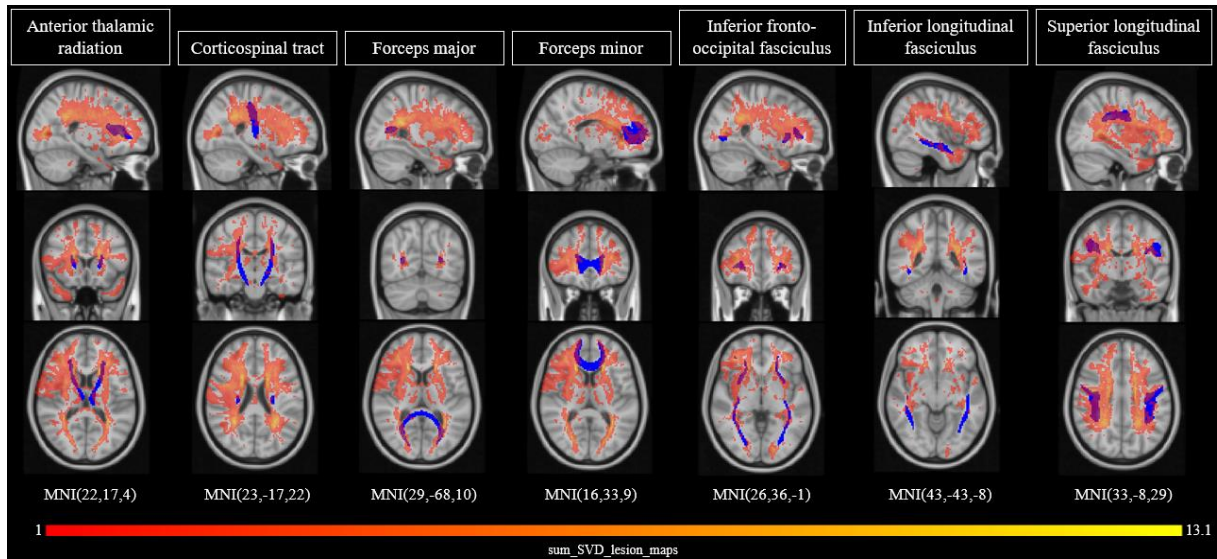 Anterior thalamic
radiation
Corticospinal tract
Forceps major
Forceps minor
Inferior fronto-
occipital fasciculus
Inferior longitudinal
fasciculus
Superior longitudinal
fasciculus
MNI(22,17,4)
MNI(23,-17,22)
MNI(29,-68,10)
MNI(16,33,9)
MNI(26,36,-1)
MNI(43,-43,-8)
MNI(33,-8,29)
1
13.1
sum_SVD_lesion_maps